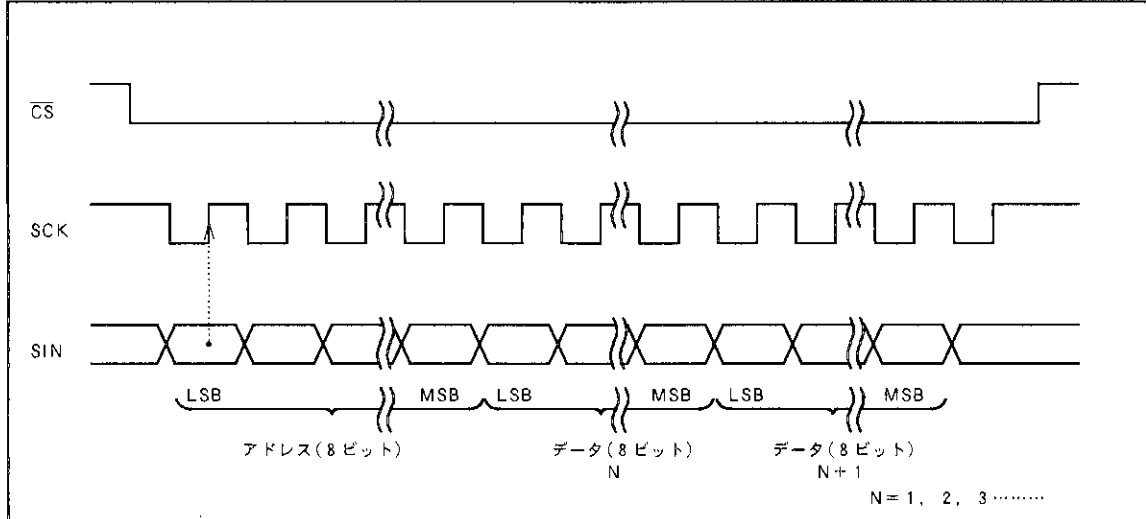 C̅S̅
SCK
SIN
LSB MSB LSB MSB LSB MSB
アドレス(8ビット) データ(8ビット) データ(8ビット)
N N+1
N=1, 2, 3………